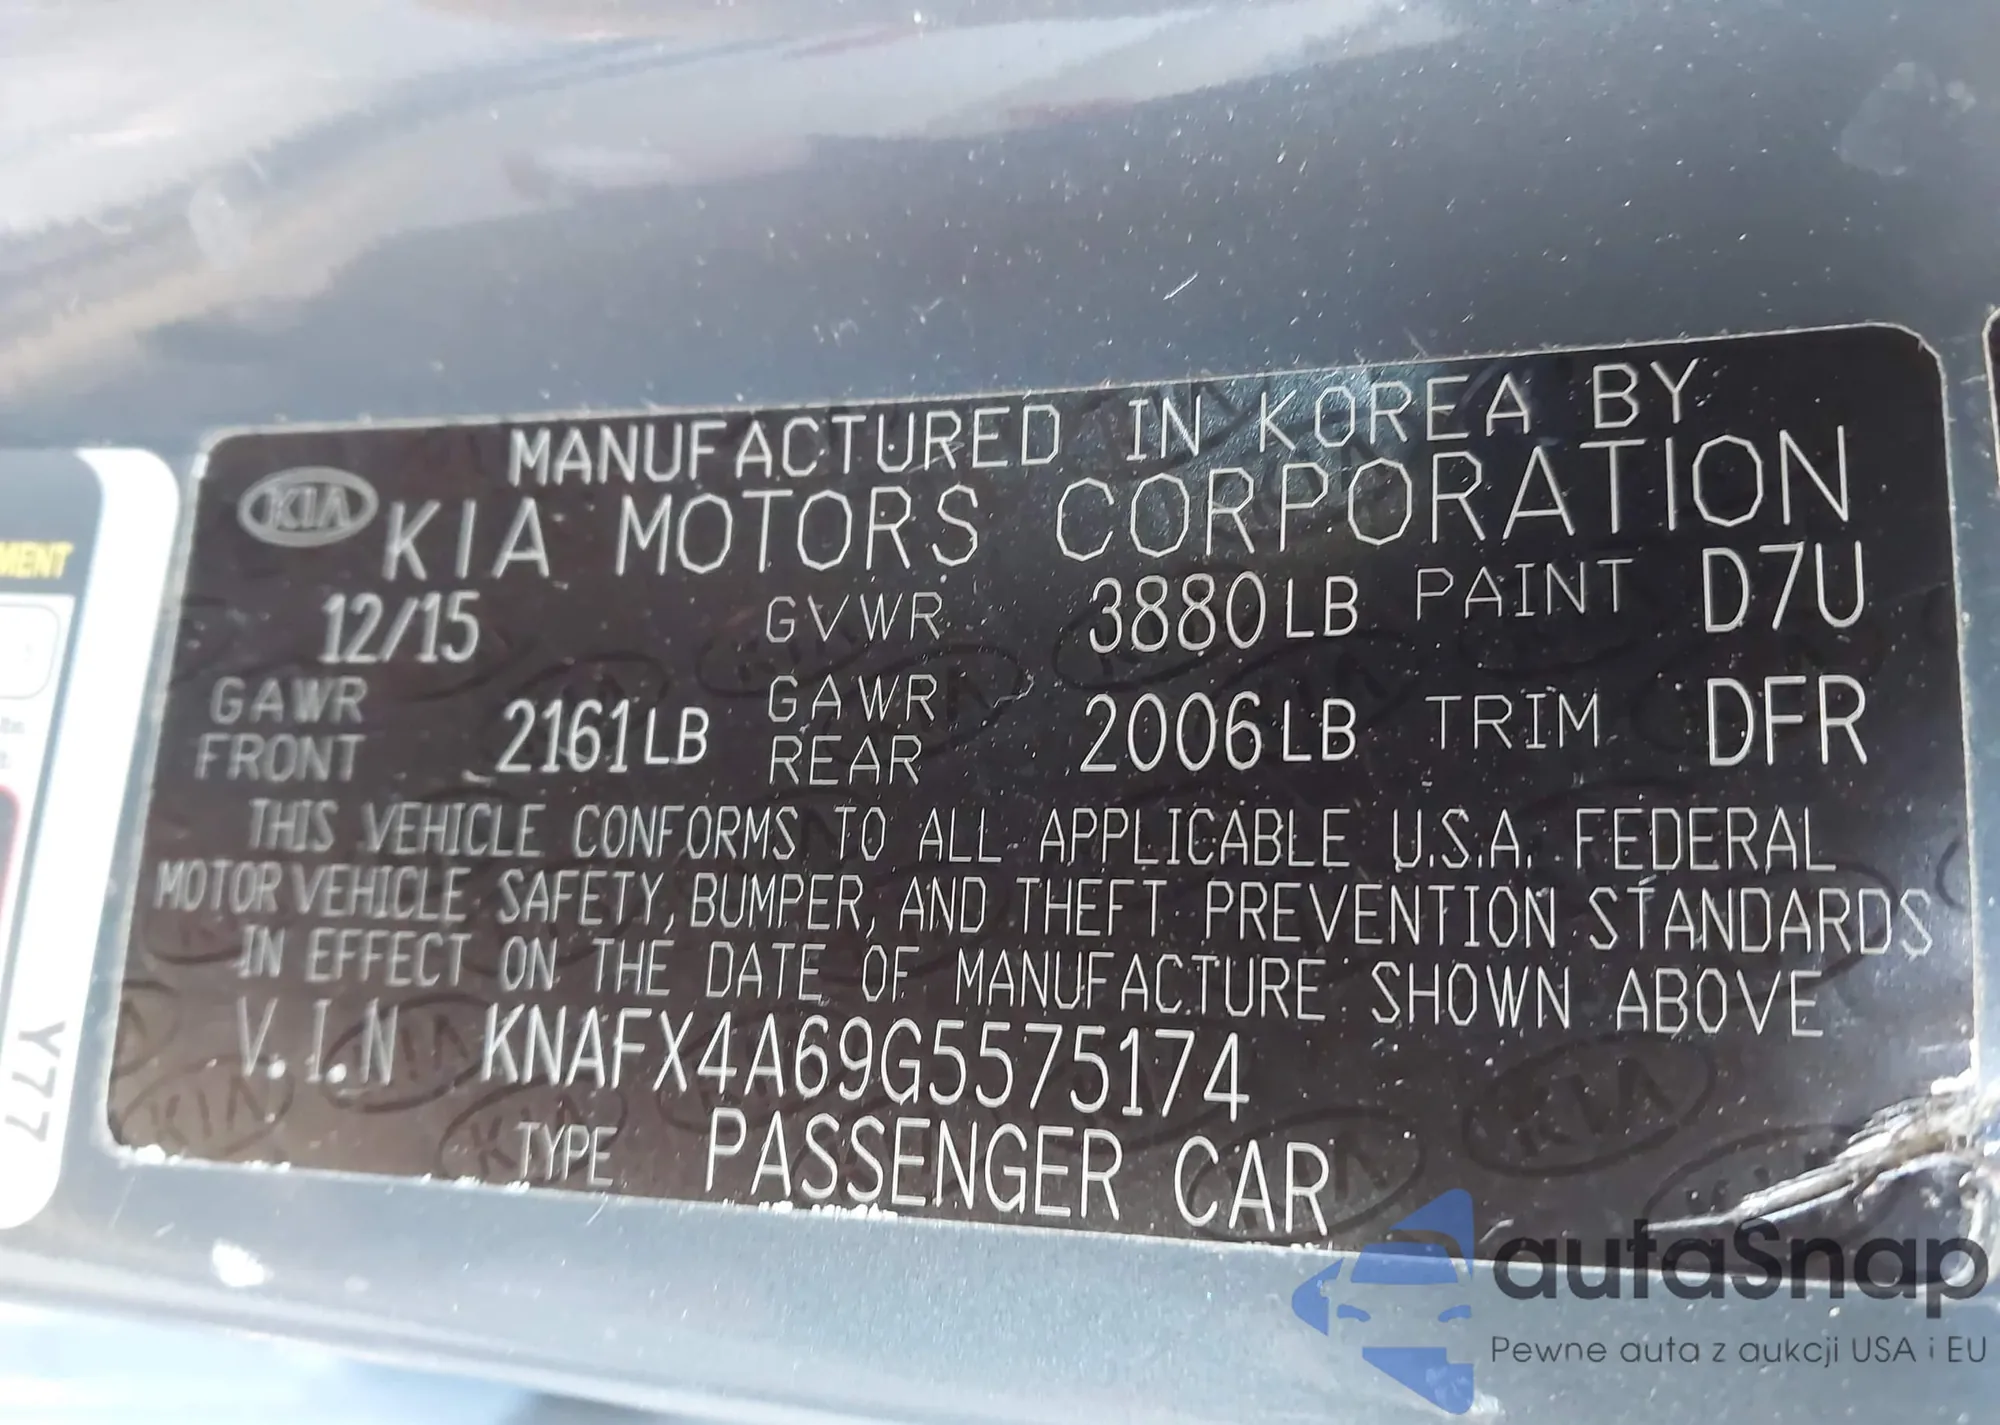 MANUFACTURED IN KOREA BY
KIA KIA MOTORS CORPORATION
12/15 GVWR 3880LB PAINT D7U
GAWR FRONT 2161LB GAWR REAR 2006LB TRIM DFR
THIS VEHICLE CONFORMS TO ALL APPLICABLE U.S.A. FEDERAL
MOTOR VEHICLE SAFETY, BUMPER, AND THEFT PREVENTION STANDARDS
IN EFFECT ON THE DATE OF MANUFACTURE SHOWN ABOVE
V.I.N KNAFX4A69G5575174
TYPE PASSENGER CAR
MENT
Y77
autaSnap
Pewne auta z aukcji USA i EU